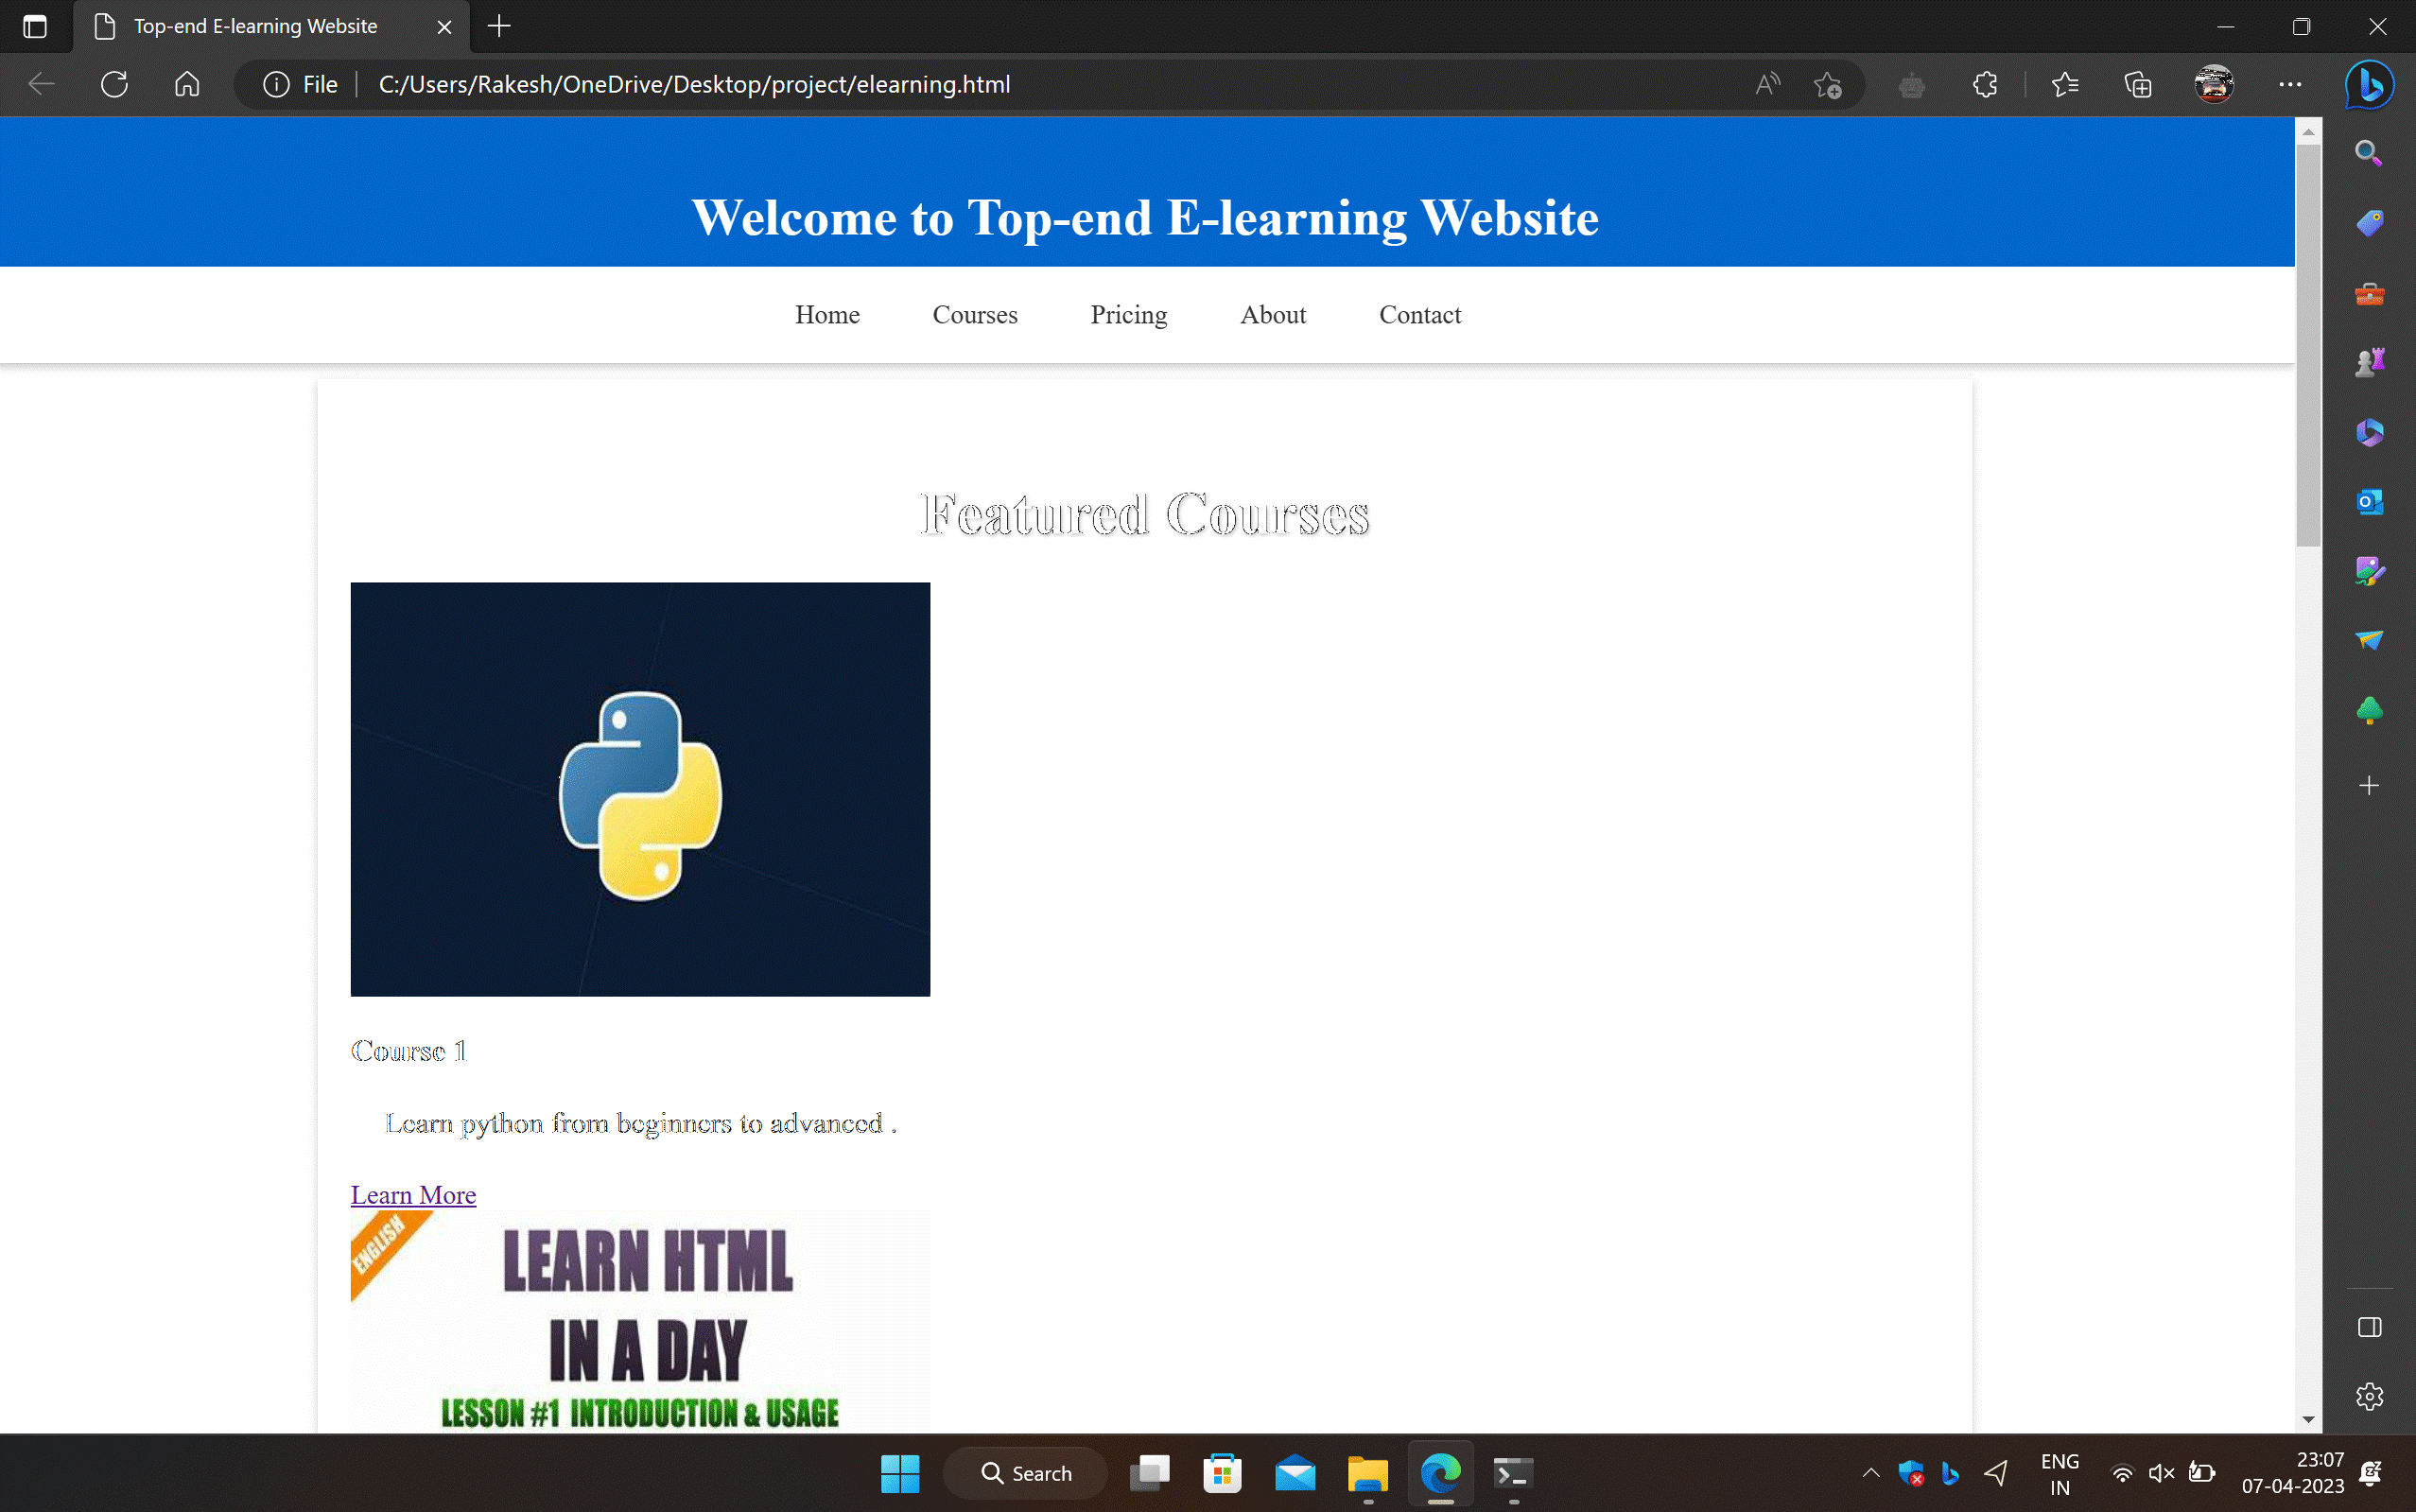 Top-end E-learning Website
File C:/Users/Rakesh/OneDrive/Desktop/project/elearning.html
Welcome to Top-end E-learning Website
Home Courses Pricing About Contact
Featured Courses
Course 1
Learn python from beginners to advanced .
Learn More
ENGLISH
LEARN HTML
IN A DAY
LESSON #1 INTRODUCTION & USAGE
Search
ENG
IN
23:07
07-04-2023